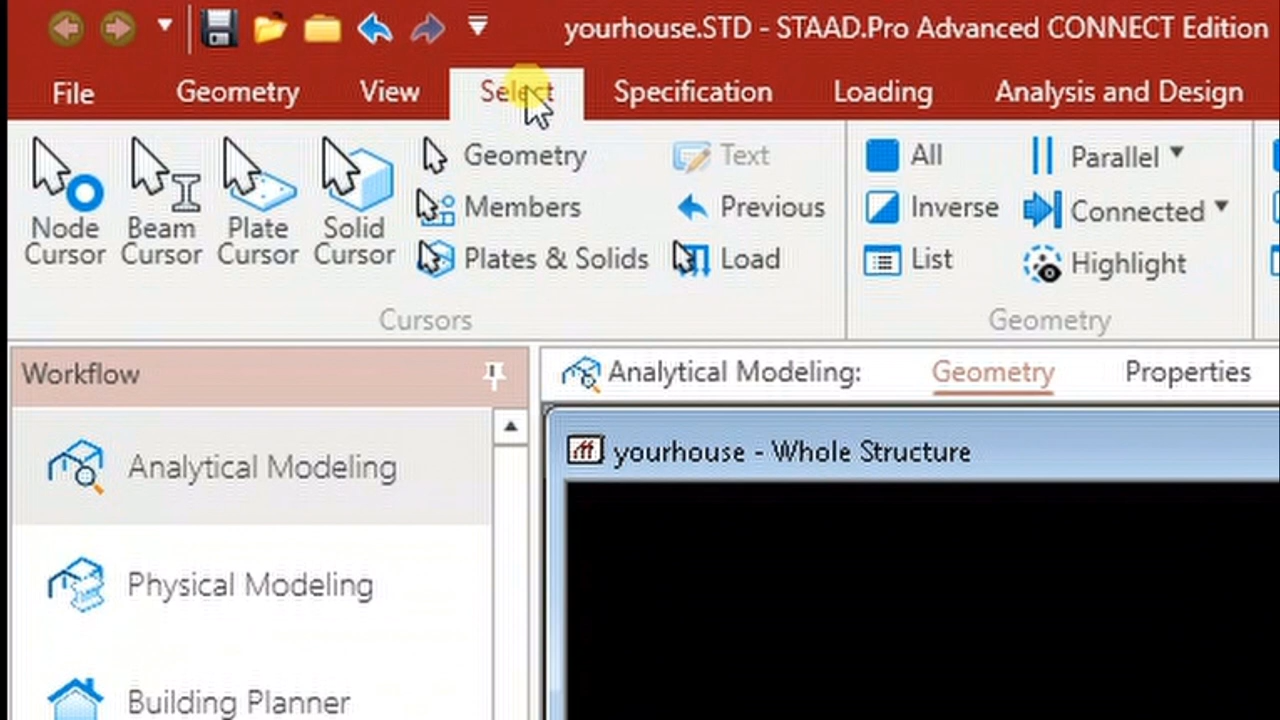 yourhouse.STD - STAAD.Pro Advanced CONNECT Edition
File Geometry View Select Specification Loading Analysis and Design
Node Cursor
Beam Cursor
Plate Cursor
Solid Cursor
Geometry
Members
Plates & Solids
Text
Previous
Load
Cursors
All
Inverse
List
Parallel
Connected
Highlight
Geometry
Workflow
Analytical Modeling
Physical Modeling
Building Planner
Analytical Modeling: Geometry Properties
yourhouse - Whole Structure